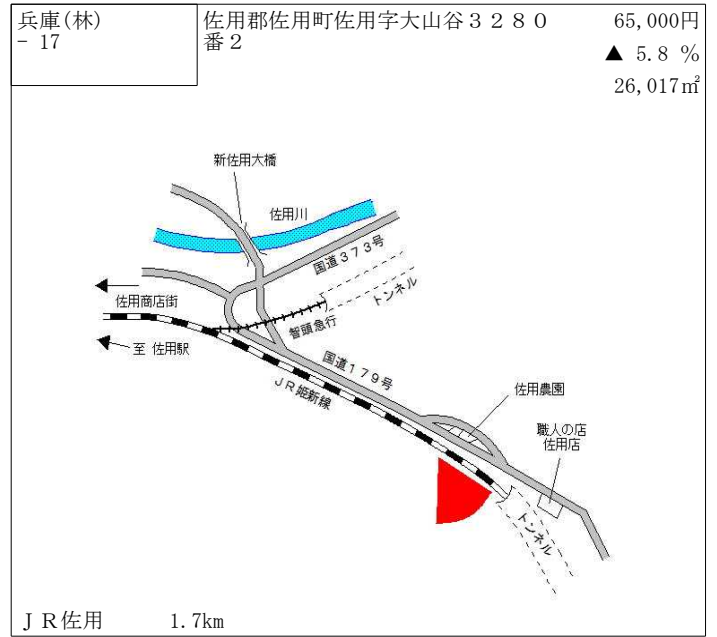 兵庫(林)
- 17
佐用郡佐用町佐用字大山谷３２８０
番２
65,000円
▲ 5.8 %
26,017㎡
新佐用大橋
佐用川
国道３７３号
トンネル
佐用商店街
智頭急行
至 佐用駅
国道１７９号
ＪＲ姫新線
佐用農園
職人の店
佐用店
トンネル
ＪＲ佐用
1.7km